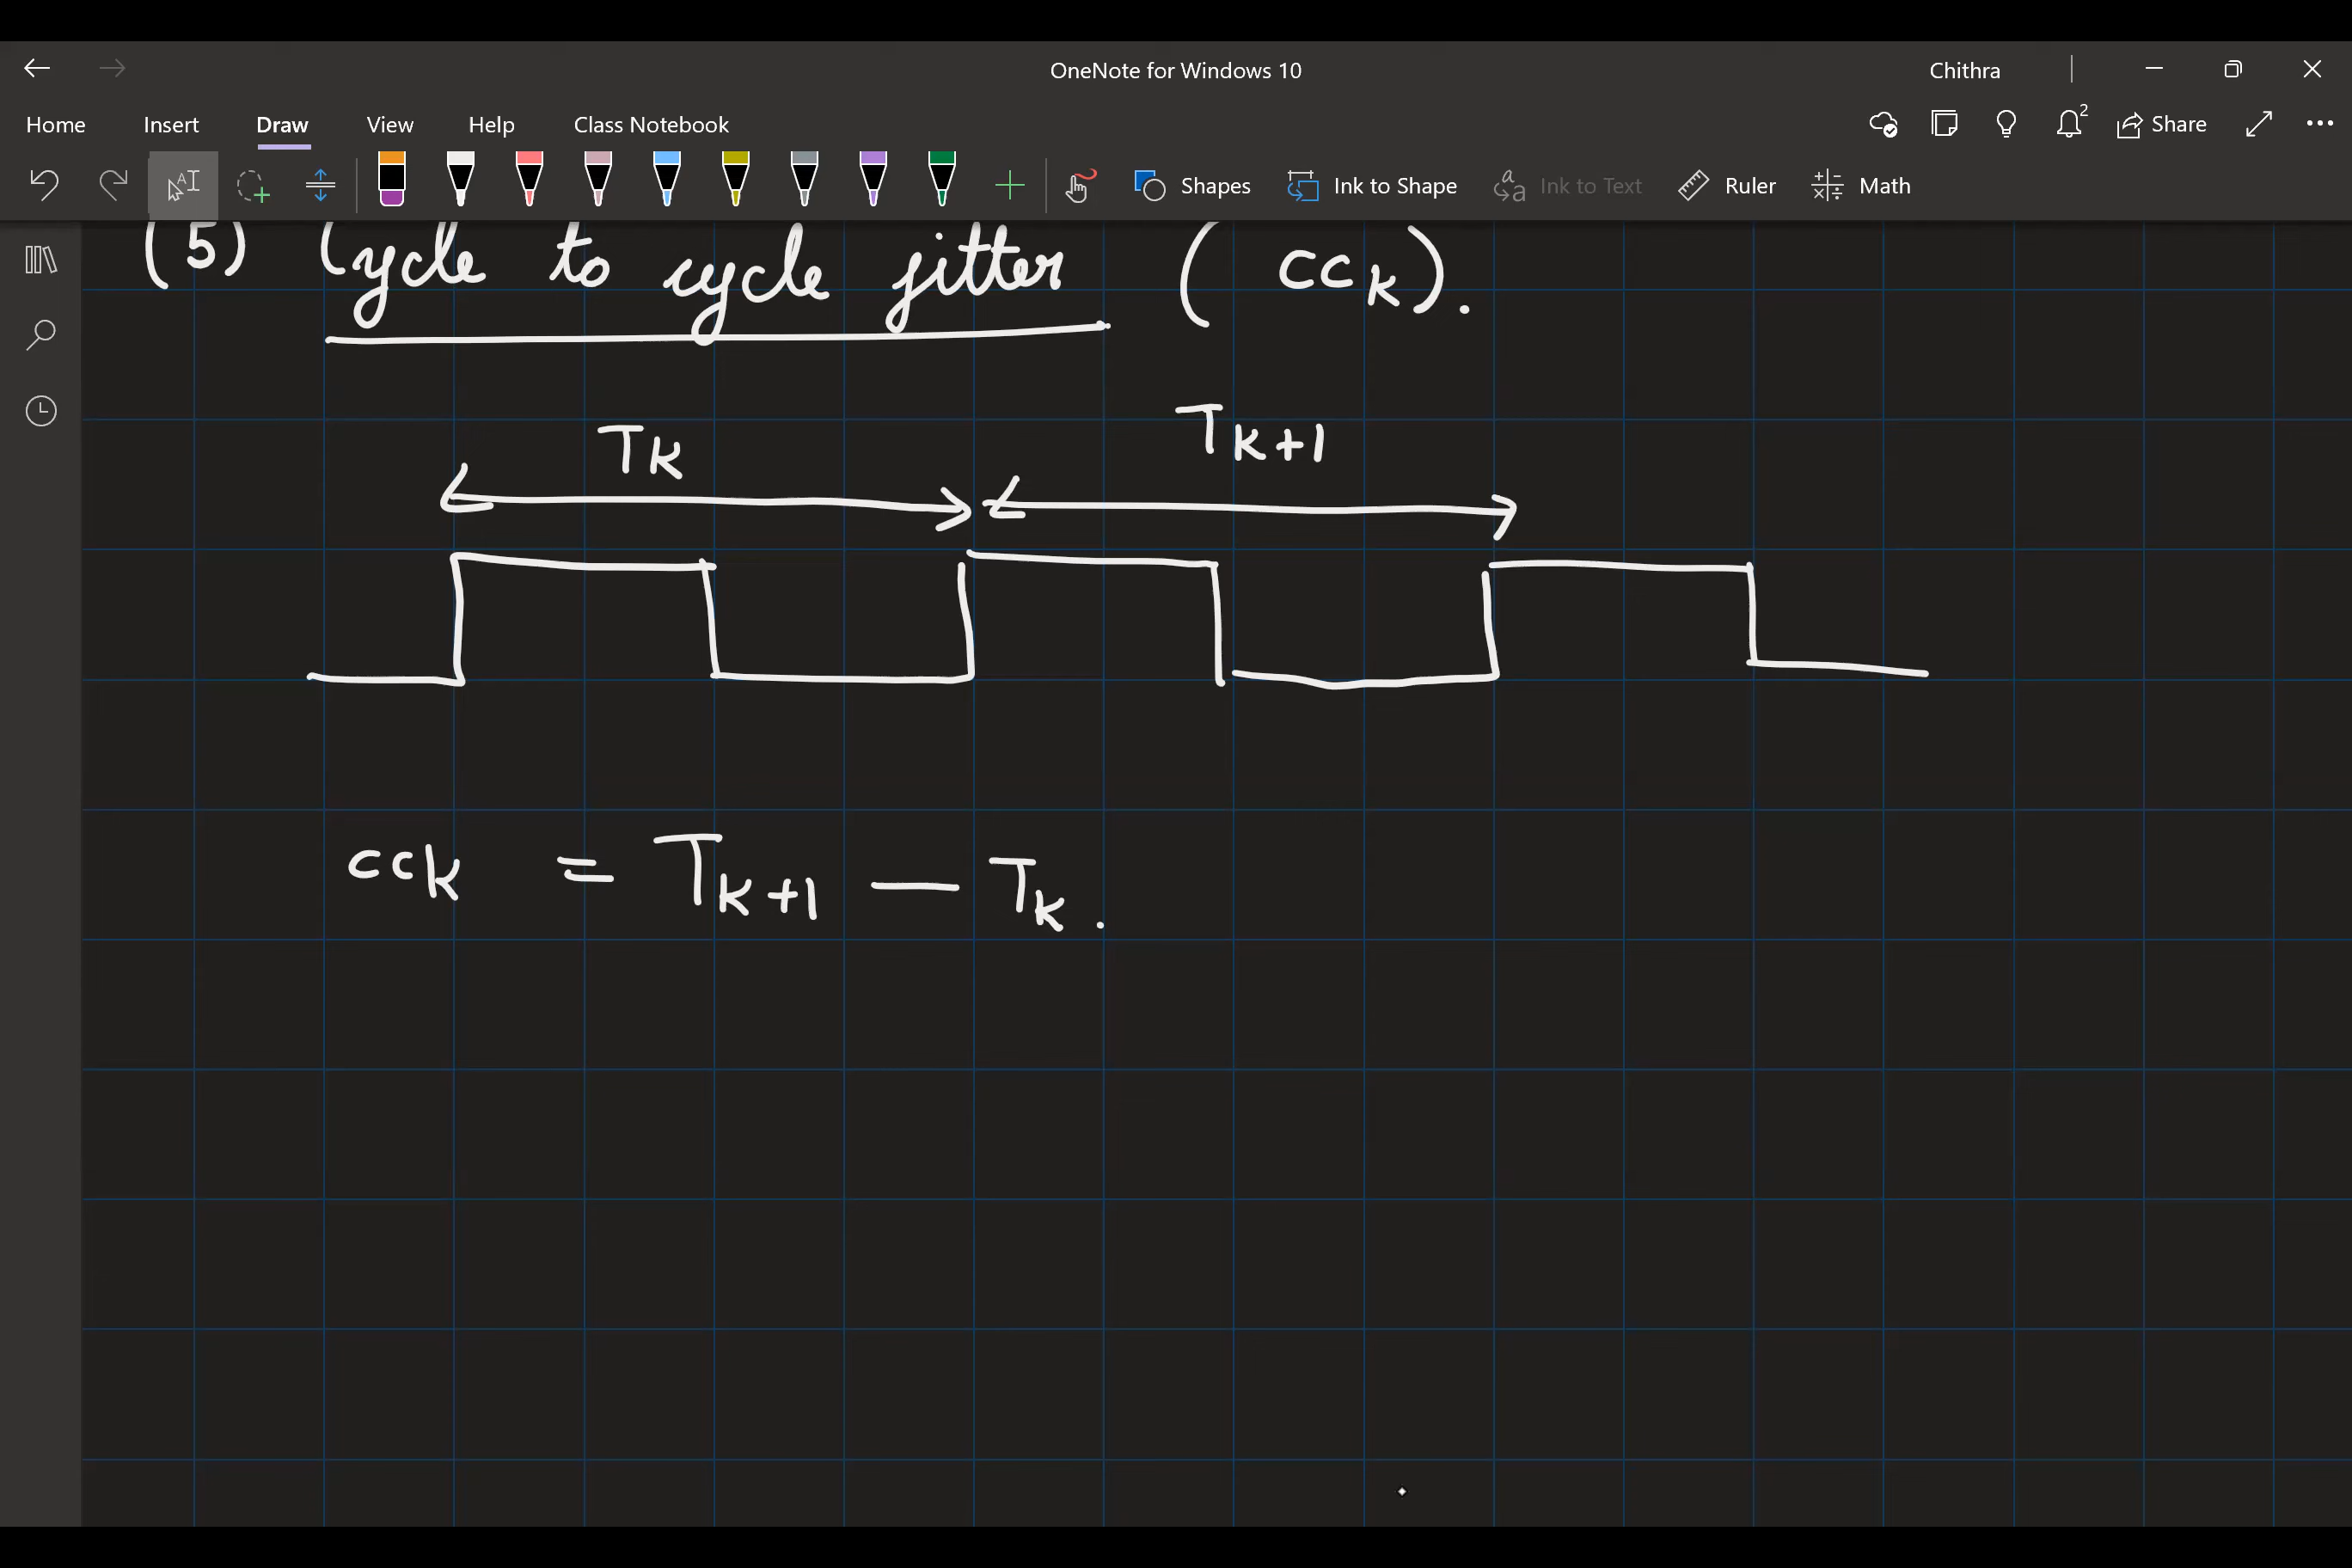 OneNote for Windows 10
Chithra
Home Insert Draw View Help Class Notebook
2 Share
Shapes Ink to Shape Ink to Text Ruler Math
(5) Cycle to cycle jitter (cck).
Tk Tk+1
cck = Tk+1 — Tk.